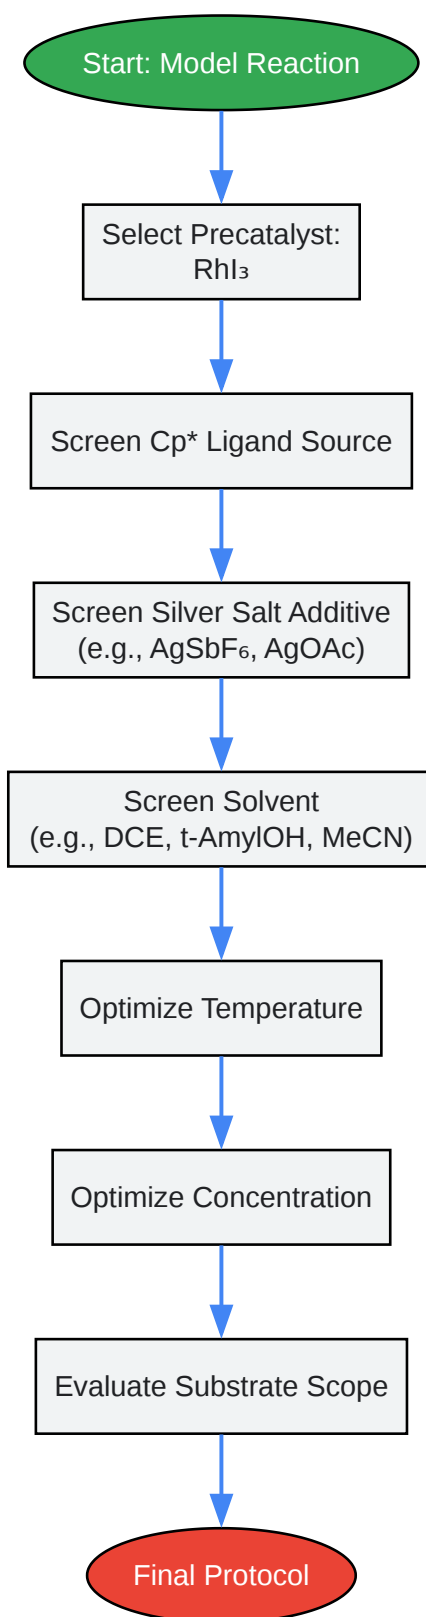 Start: Model Reaction
Select Precatalyst:
RhI₃
Screen Cp* Ligand Source
Screen Silver Salt Additive
(e.g., AgSbF₆, AgOAc)
Screen Solvent
(e.g., DCE, t-AmylOH, MeCN)
Optimize Temperature
Optimize Concentration
Evaluate Substrate Scope
Final Protocol